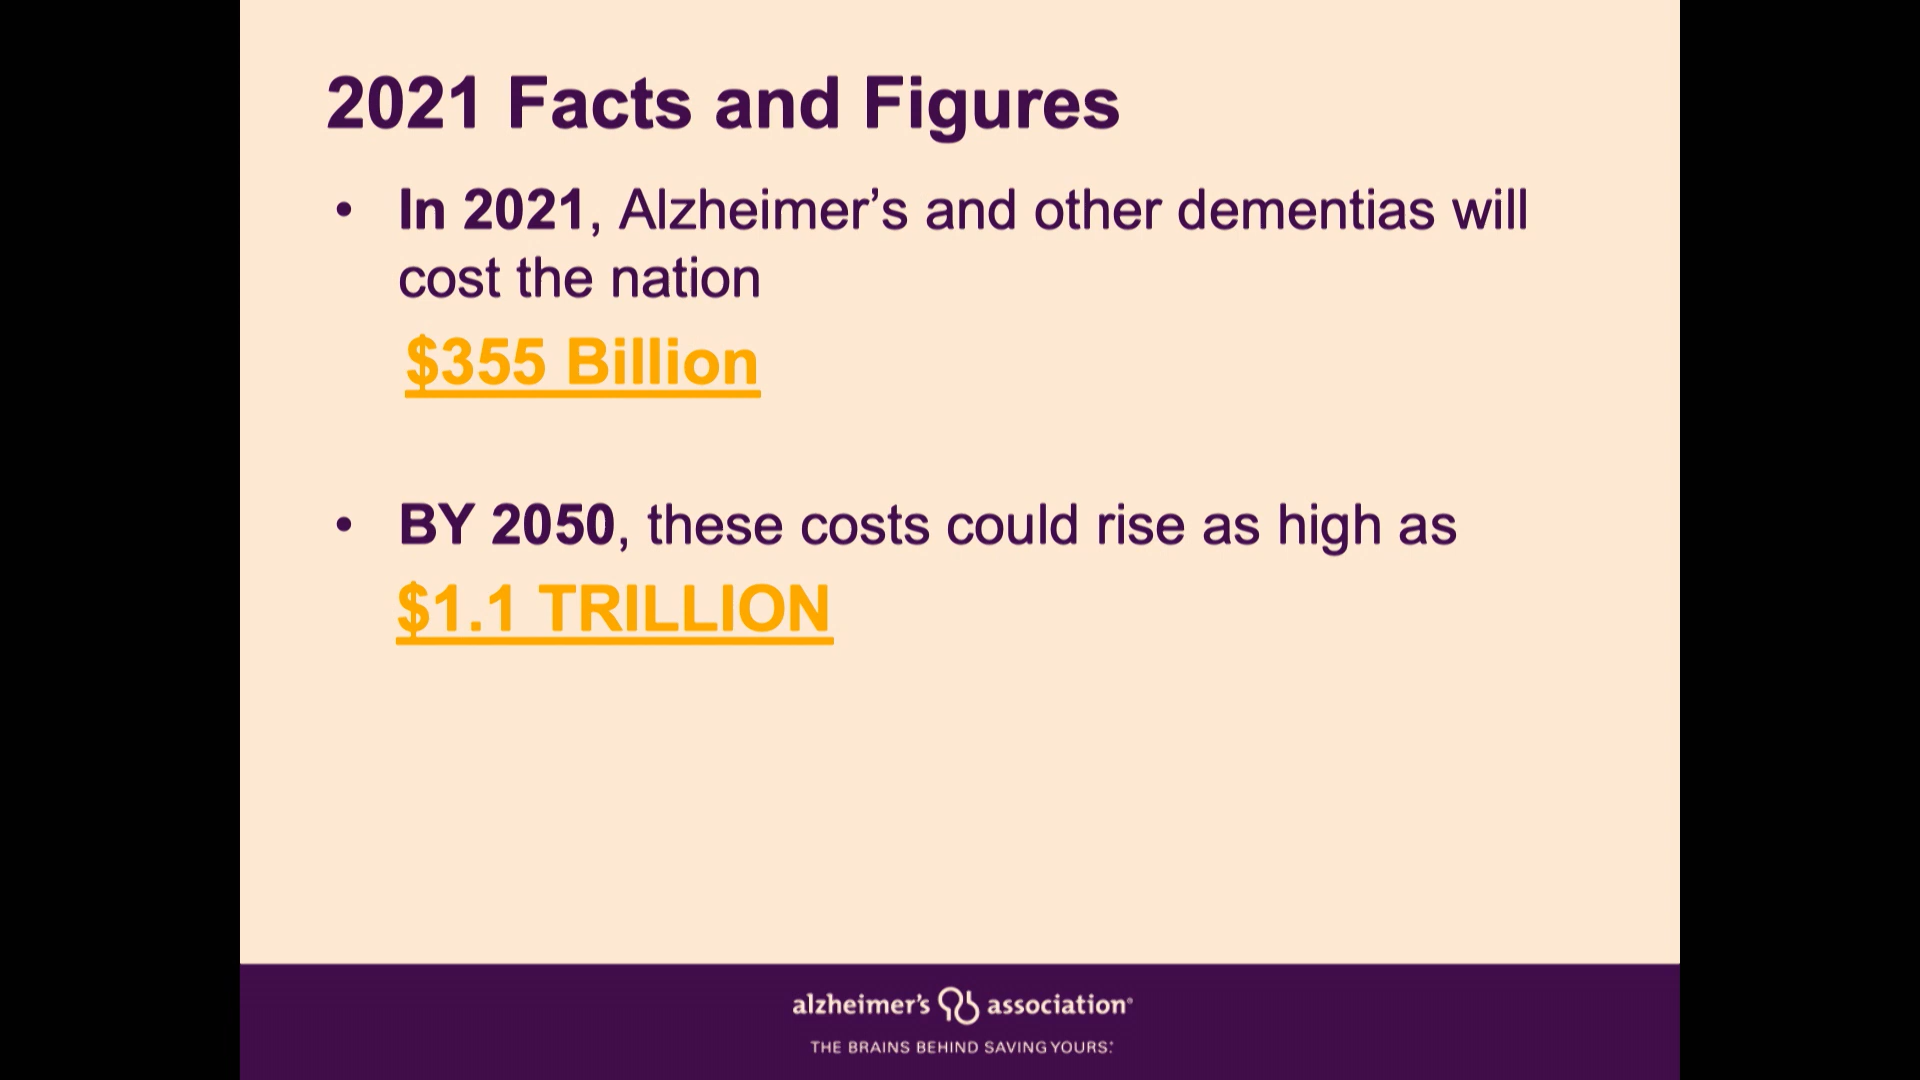 2021 Facts and Figures
• In 2021, Alzheimer’s and other dementias will
cost the nation
$355 Billion
• BY 2050, these costs could rise as high as
$1.1 TRILLION
alzheimer's association®
THE BRAINS BEHIND SAVING YOURS: